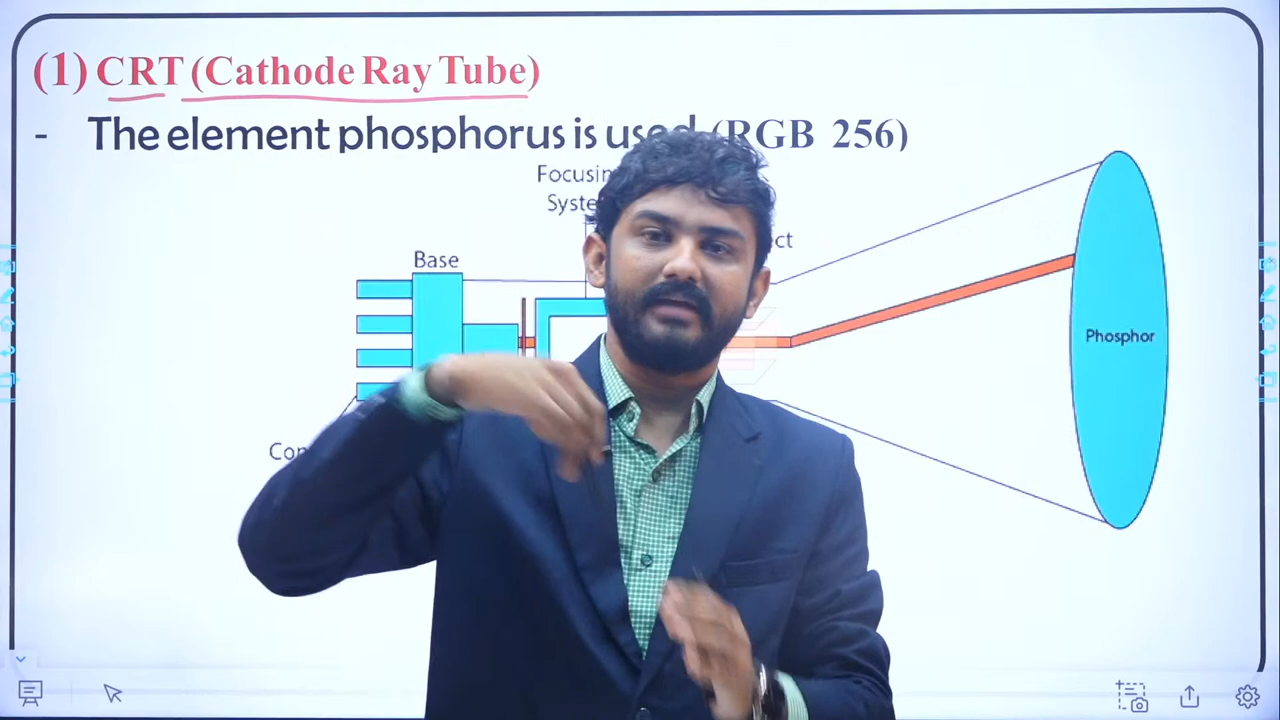 (1) CRT (Cathode Ray Tube)
- The element phosphorus is used (RGB 256)
Base
Phosphor